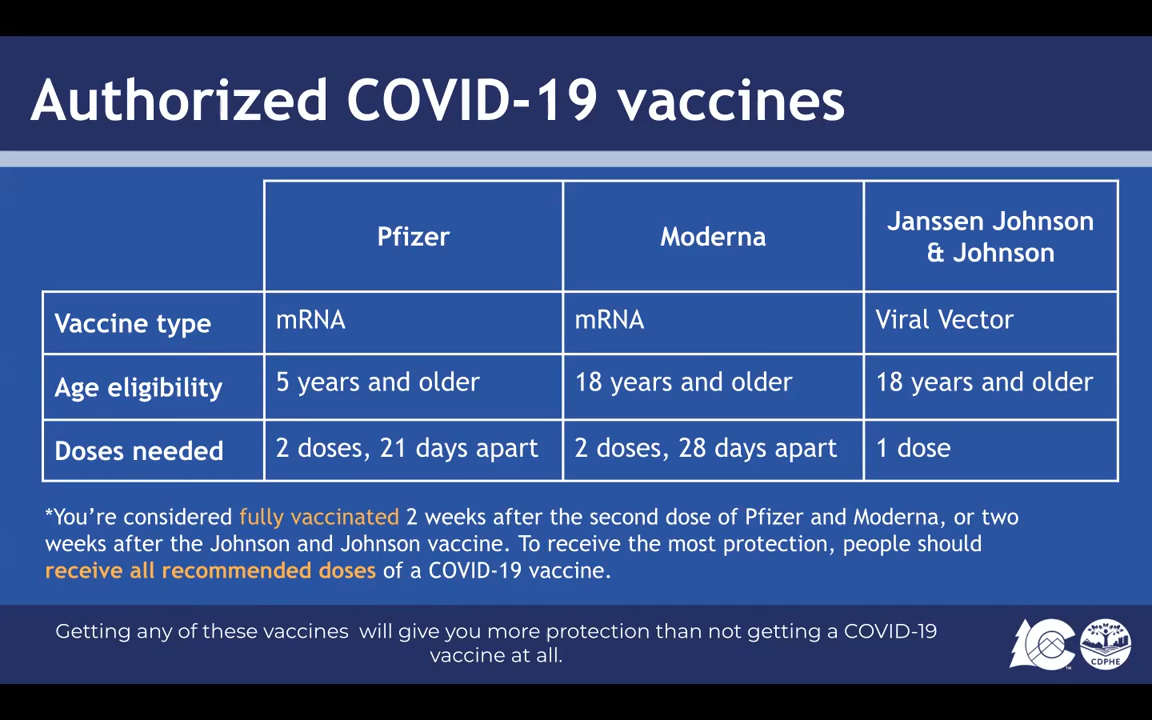 Authorized COVID-19 vaccines
Pfizer
Moderna
Janssen Johnson
& Johnson
Vaccine type
mRNA
mRNA
Viral Vector
Age eligibility
5 years and older
18 years and older
18 years and older
Doses needed
2 doses, 21 days apart
2 doses, 28 days apart
1 dose
*You’re considered fully vaccinated 2 weeks after the second dose of Pfizer and Moderna, or two
weeks after the Johnson and Johnson vaccine. To receive the most protection, people should
receive all recommended doses of a COVID-19 vaccine.
Getting any of these vaccines will give you more protection than not getting a COVID-19
vaccine at all.
CDPHE